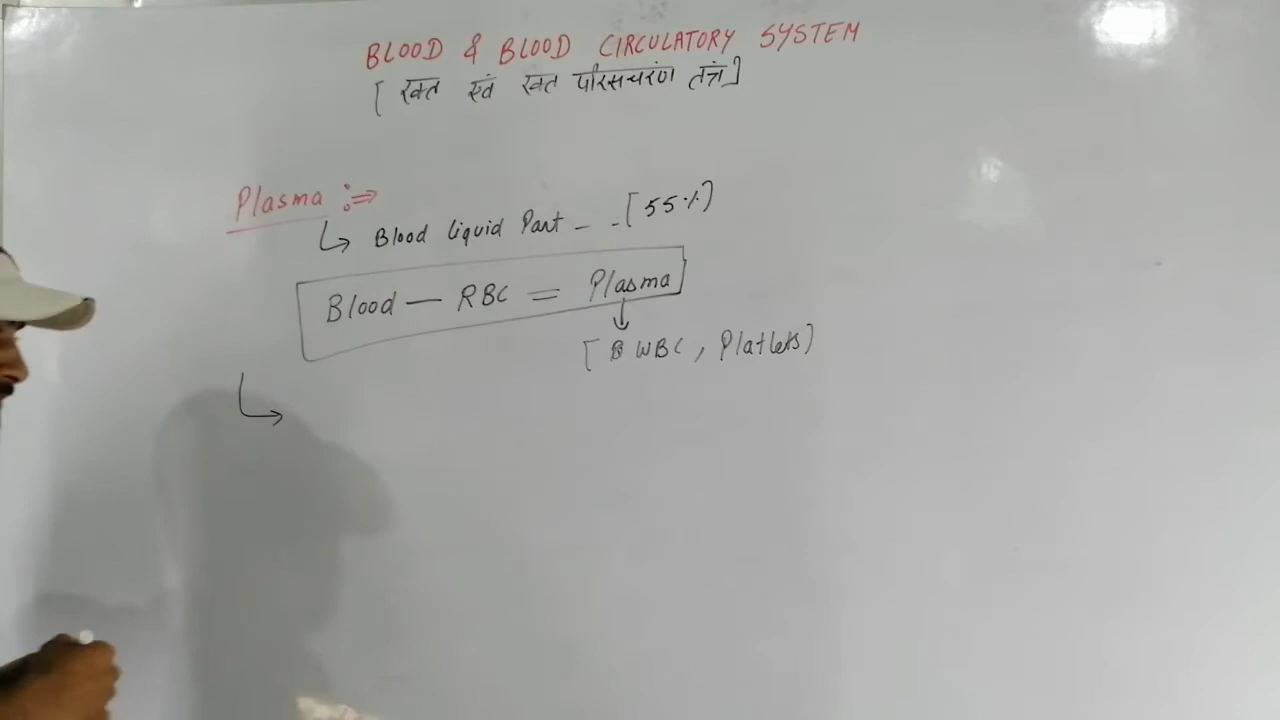 BLOOD & BLOOD CIRCULATORY SYSTEM
[ रक्त एवं रक्त परिसंचरण तंत्र ]
Plasma :⇒
↳ Blood liquid Part - - [ 55% ]
Blood — RBC = Plasma
↓
[ WBC, Platlets ]
↳